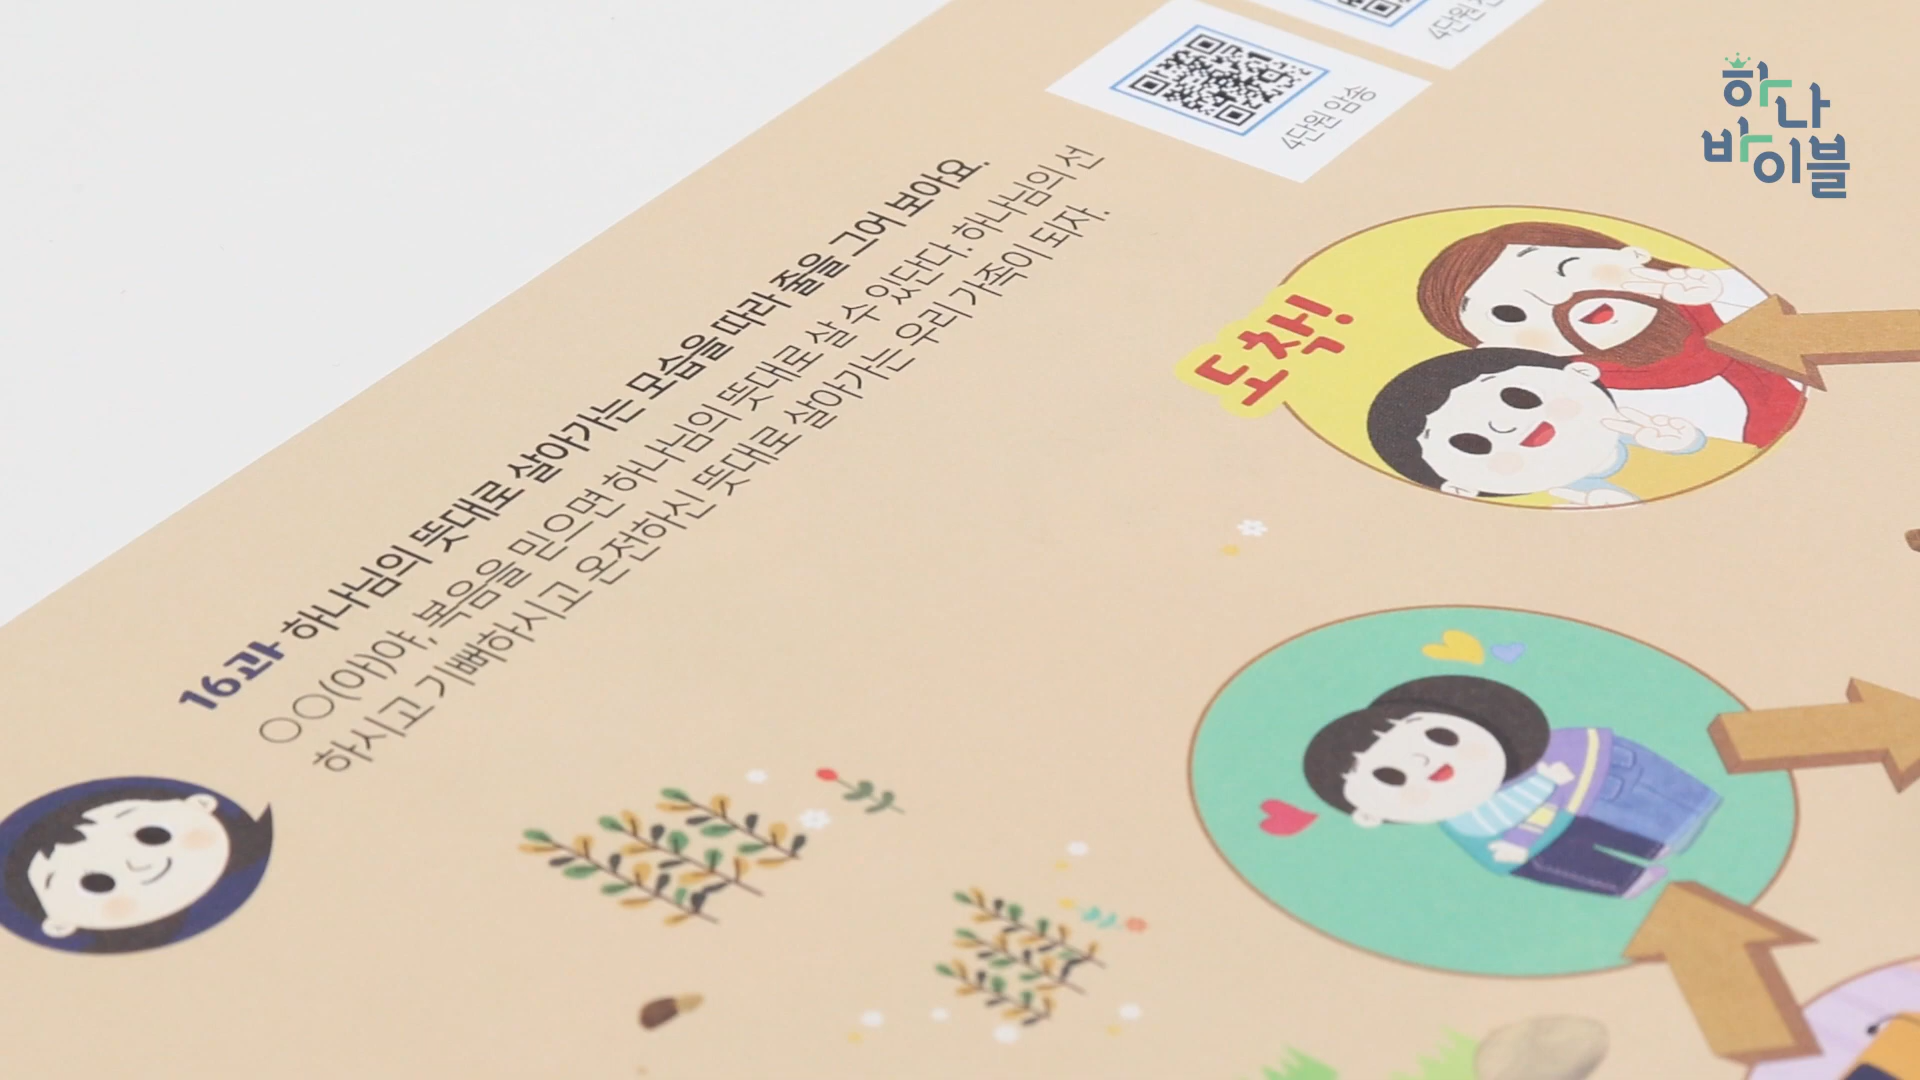 하나
바이블
4단원 암송
4단원
16과 하나님의 뜻대로 살아가는 모습을 따라 줄을 그어 보아요.
○○(아)야, 복음을 믿으면 하나님의 뜻대로 살 수 있단다. 하나님의 선
하시고 기뻐하시고 온전하신 뜻대로 살아가는 우리 가족이 되자.
도착!